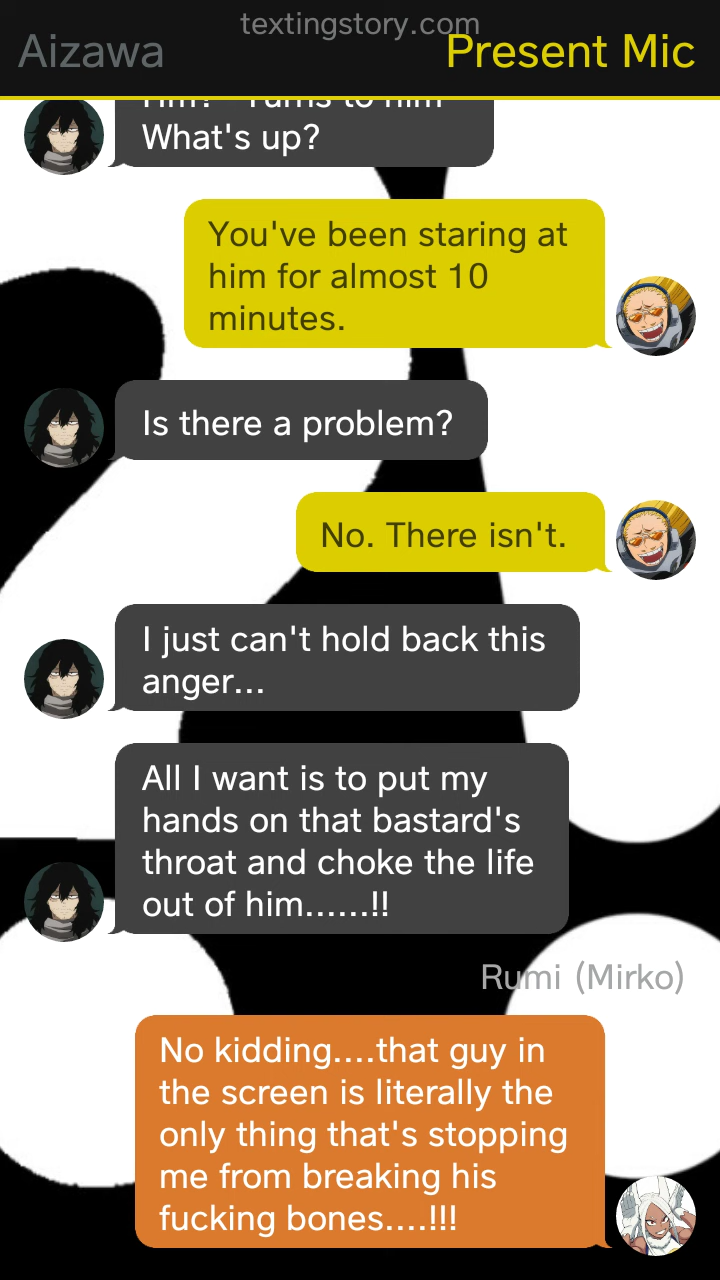 textingstory.com
Aizawa
Present Mic
What's up?
You've been staring at
him for almost 10
minutes.
Is there a problem?
No. There isn't.
I just can't hold back this
anger...
All I want is to put my
hands on that bastard's
throat and choke the life
out of him......!!
Rumi (Mirko)
No kidding....that guy in
the screen is literally the
only thing that's stopping
me from breaking his
fucking bones....!!!